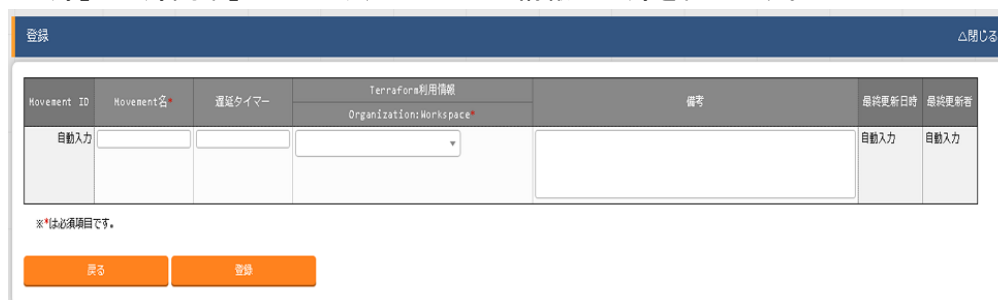 登録 △閉じる
Movement ID Movement名* 遅延タイマー Terraform利用情報 備考 最終更新日時 最終更新者
Organization:Workspace*
自動入力 自動入力 自動入力
※*は必須項目です。
戻る 登録